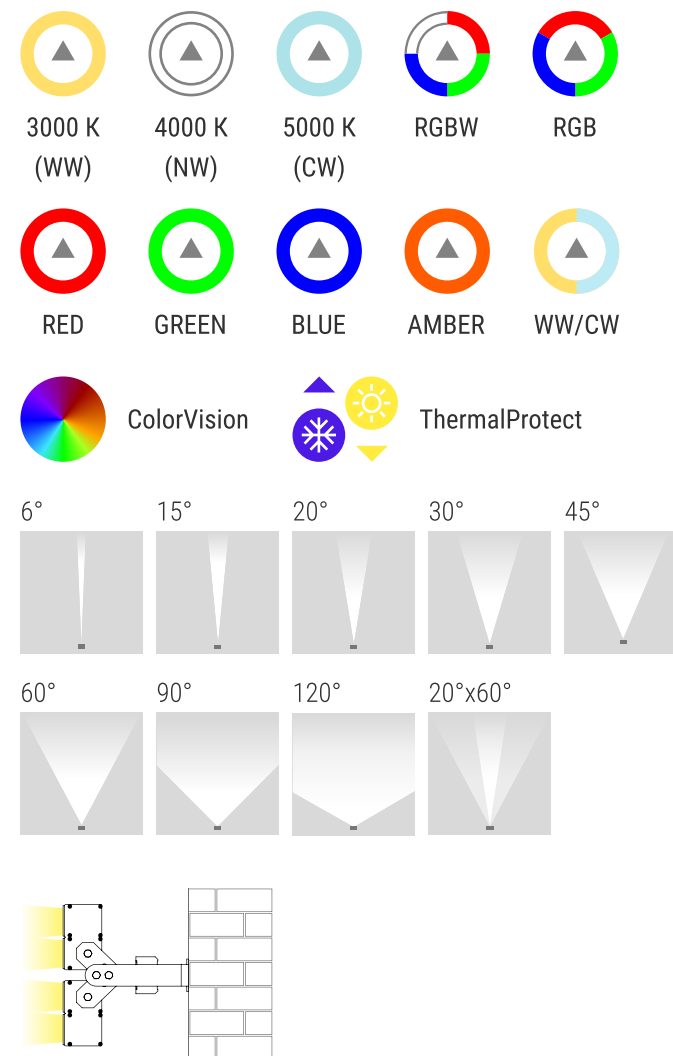 3000 K 4000 K 5000 K RGBW RGB
(WW) (NW) (CW)
RED GREEN BLUE AMBER WW/CW
ColorVision ThermalProtect
6° 15° 20° 30° 45°
60° 90° 120° 20°x60°